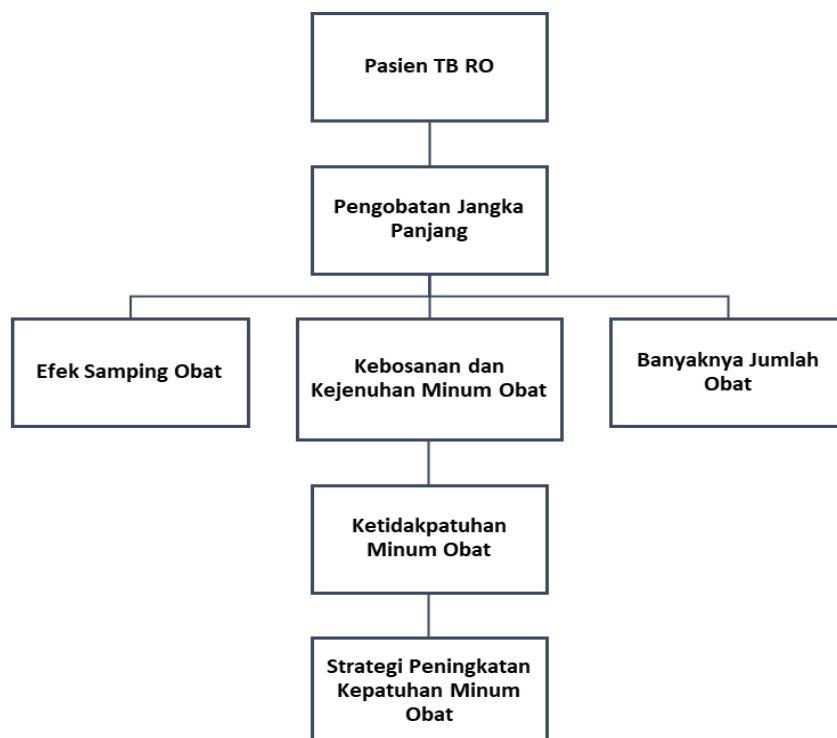 Pasien TB RO
Pengobatan Jangka
Panjang
Efek Samping Obat
Kebosanan dan
Kejenuhan Minum Obat
Banyaknya Jumlah
Obat
Ketidakpatuhan
Minum Obat
Strategi Peningkatan
Kepatuhan Minum
Obat